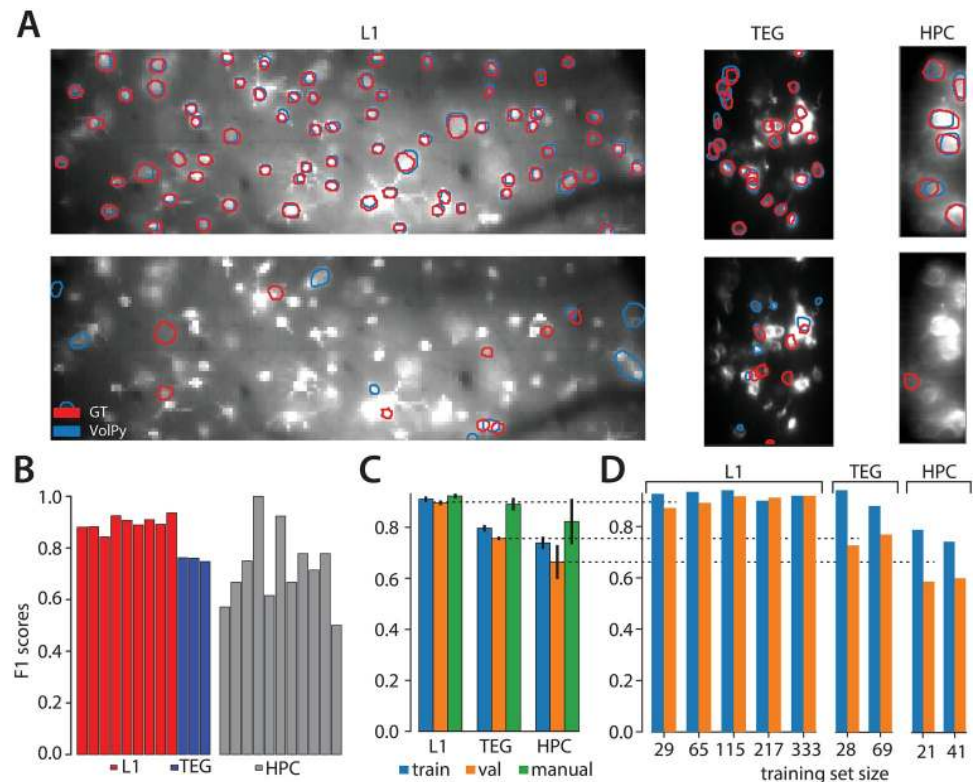 A
L1
TEG
HPC
GT
VolPy
B
C
D
L1
TEG
HPC
1.0
0.8
0.6
0.4
0.2
0.0
F1 scores
L1
TEG
HPC
0.8
0.6
0.4
0.2
0.0
L1 TEG HPC
train val manual
0.8
0.6
0.4
0.2
0.0
29 65 115 217 333 28 69 21 41
training set size